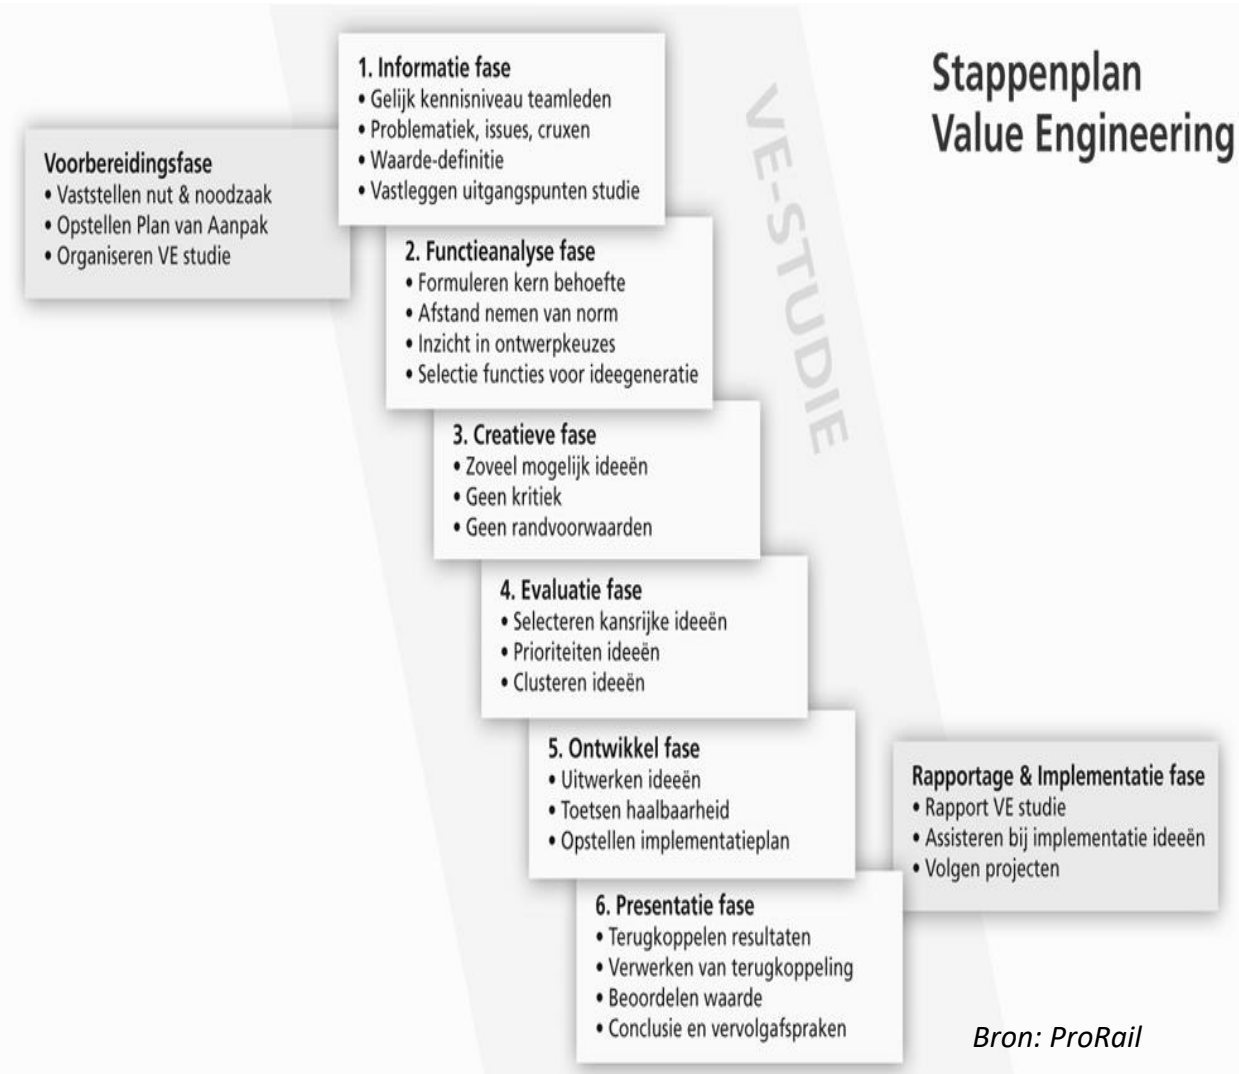 Stappenplan
Value Engineering
VE-STUDIE
Voorbereidingsfase
• Vaststellen nut & noodzaak
• Opstellen Plan van Aanpak
• Organiseren VE studie
1. Informatie fase
• Gelijk kennisniveau teamleden
• Problematiek, issues, cruxen
• Waarde-definitie
• Vastleggen uitgangspunten studie
2. Functieanalyse fase
• Formuleren kern behoefte
• Afstand nemen van norm
• Inzicht in ontwerpkeuzes
• Selectie functies voor ideegeneratie
3. Creatieve fase
• Zoveel mogelijk ideeën
• Geen kritiek
• Geen randvoorwaarden
4. Evaluatie fase
• Selecteren kansrijke ideeën
• Prioriteiten ideeën
• Clusteren ideeën
5. Ontwikkel fase
• Uitwerken ideeën
• Toetsen haalbaarheid
• Opstellen implementatieplan
6. Presentatie fase
• Terugkoppelen resultaten
• Verwerken van terugkoppeling
• Beoordelen waarde
• Conclusie en vervolgafspraken
Rapportage & Implementatie fase
• Rapport VE studie
• Assisteren bij implementatie ideeën
• Volgen projecten
Bron: ProRail